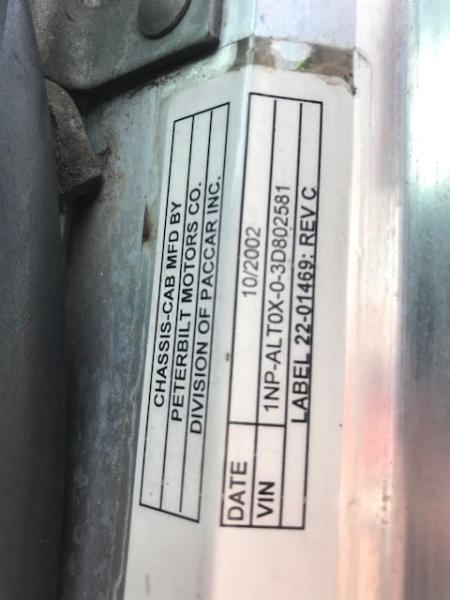 CHASSIS-CAB MFD BY
PETERBILT MOTORS CO.
DIVISION OF PACCAR INC.
DATE 10/2002
VIN 1NP-ALT0X-0-3D802581
LABEL 22-01469: REV C